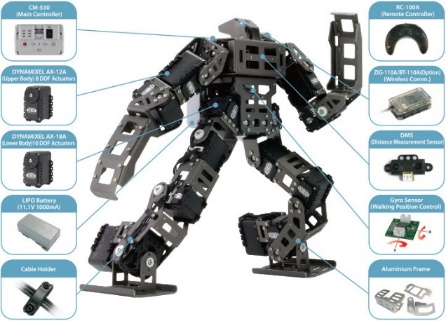 CM-530
(Main Controller)
DYNAMIXEL AX-12A
(Upper Body) 8 DOF Actuators
DYNAMIXEL AX-18A
(Lower Body)10 DOF Actuators
LIPO Battery
(11.1V 1000mA)
Cable Holder
RC-100A
(Remote Controller)
ZIG-110A/BT-110A(Option)
(Wireless Comm.)
DMS
(Distance Measurement Sensor)
Gyro Sensor
(Walking Position Control)
Aluminium Frame